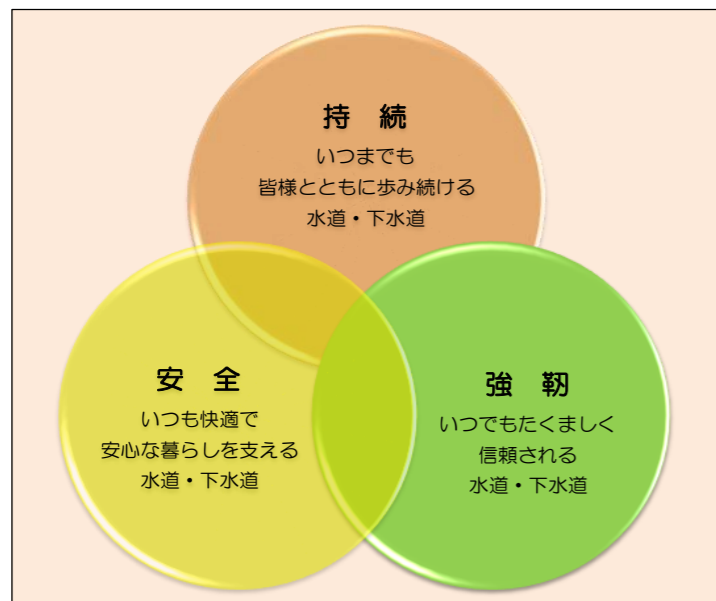 持 続
いつまでも
皆様とともに歩み続ける
水道・下水道
安 全
いつも快適で
安心な暮らしを支える
水道・下水道
強 靭
いつでもたくましく
信頼される
水道・下水道